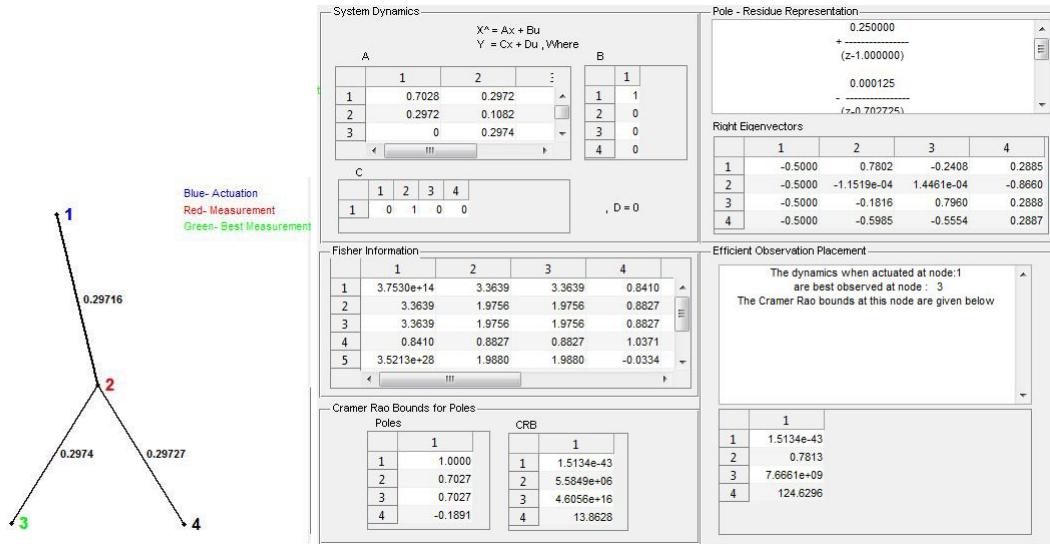 Blue- Actuation
Red- Measurement
Green- Best Measurement
1
0.29716
2
0.2974
0.29727
3
4
System Dynamics
X^ = Ax + Bu
Y = Cx + Du , Where
A
1 2
1 0.7028 0.2972
2 0.2972 0.1082
3 0 0.2974
B
1
1 1
2 0
3 0
4 0
C
1 2 3 4
1 0 1 0 0
, D = 0
Pole - Residue Representation
0.250000
+ ----------------
(z-1.000000)
0.000125
- ----------------
(z-0.702725)
Right Eigenvectors
1 2 3 4
1 -0.5000 0.7802 -0.2408 0.2885
2 -0.5000 -1.1519e-04 1.4461e-04 -0.8660
3 -0.5000 -0.1816 0.7960 0.2888
4 -0.5000 -0.5985 -0.5554 0.2887
Fisher Information
1 2 3 4
1 3.7530e+14 3.3639 3.3639 0.8410
2 3.3639 1.9756 1.9756 0.8827
3 3.3639 1.9756 1.9756 0.8827
4 0.8410 0.8827 0.8827 1.0371
5 3.5213e+28 1.9880 1.9880 -0.0334
Efficient Observation Placement
The dynamics when actuated at node:1
are best observed at node : 3
The Cramer Rao bounds at this node are given below
1
1 1.5134e-43
2 0.7813
3 7.6661e+09
4 124.6296
Cramer Rao Bounds for Poles
Poles
1
1 1.0000
2 0.7027
3 0.7027
4 -0.1891
CRB
1
1 1.5134e-43
2 5.5849e+06
3 4.6056e+16
4 13.8628